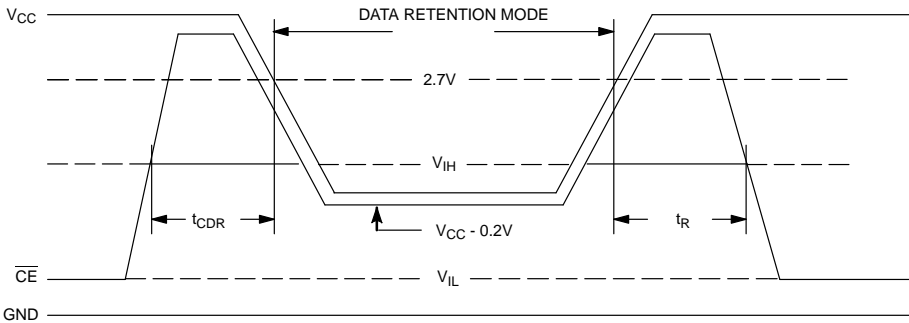 VCC
DATA RETENTION MODE
2.7V
VIH
tCDR
tR
VCC - 0.2V
CE
VIL
GND